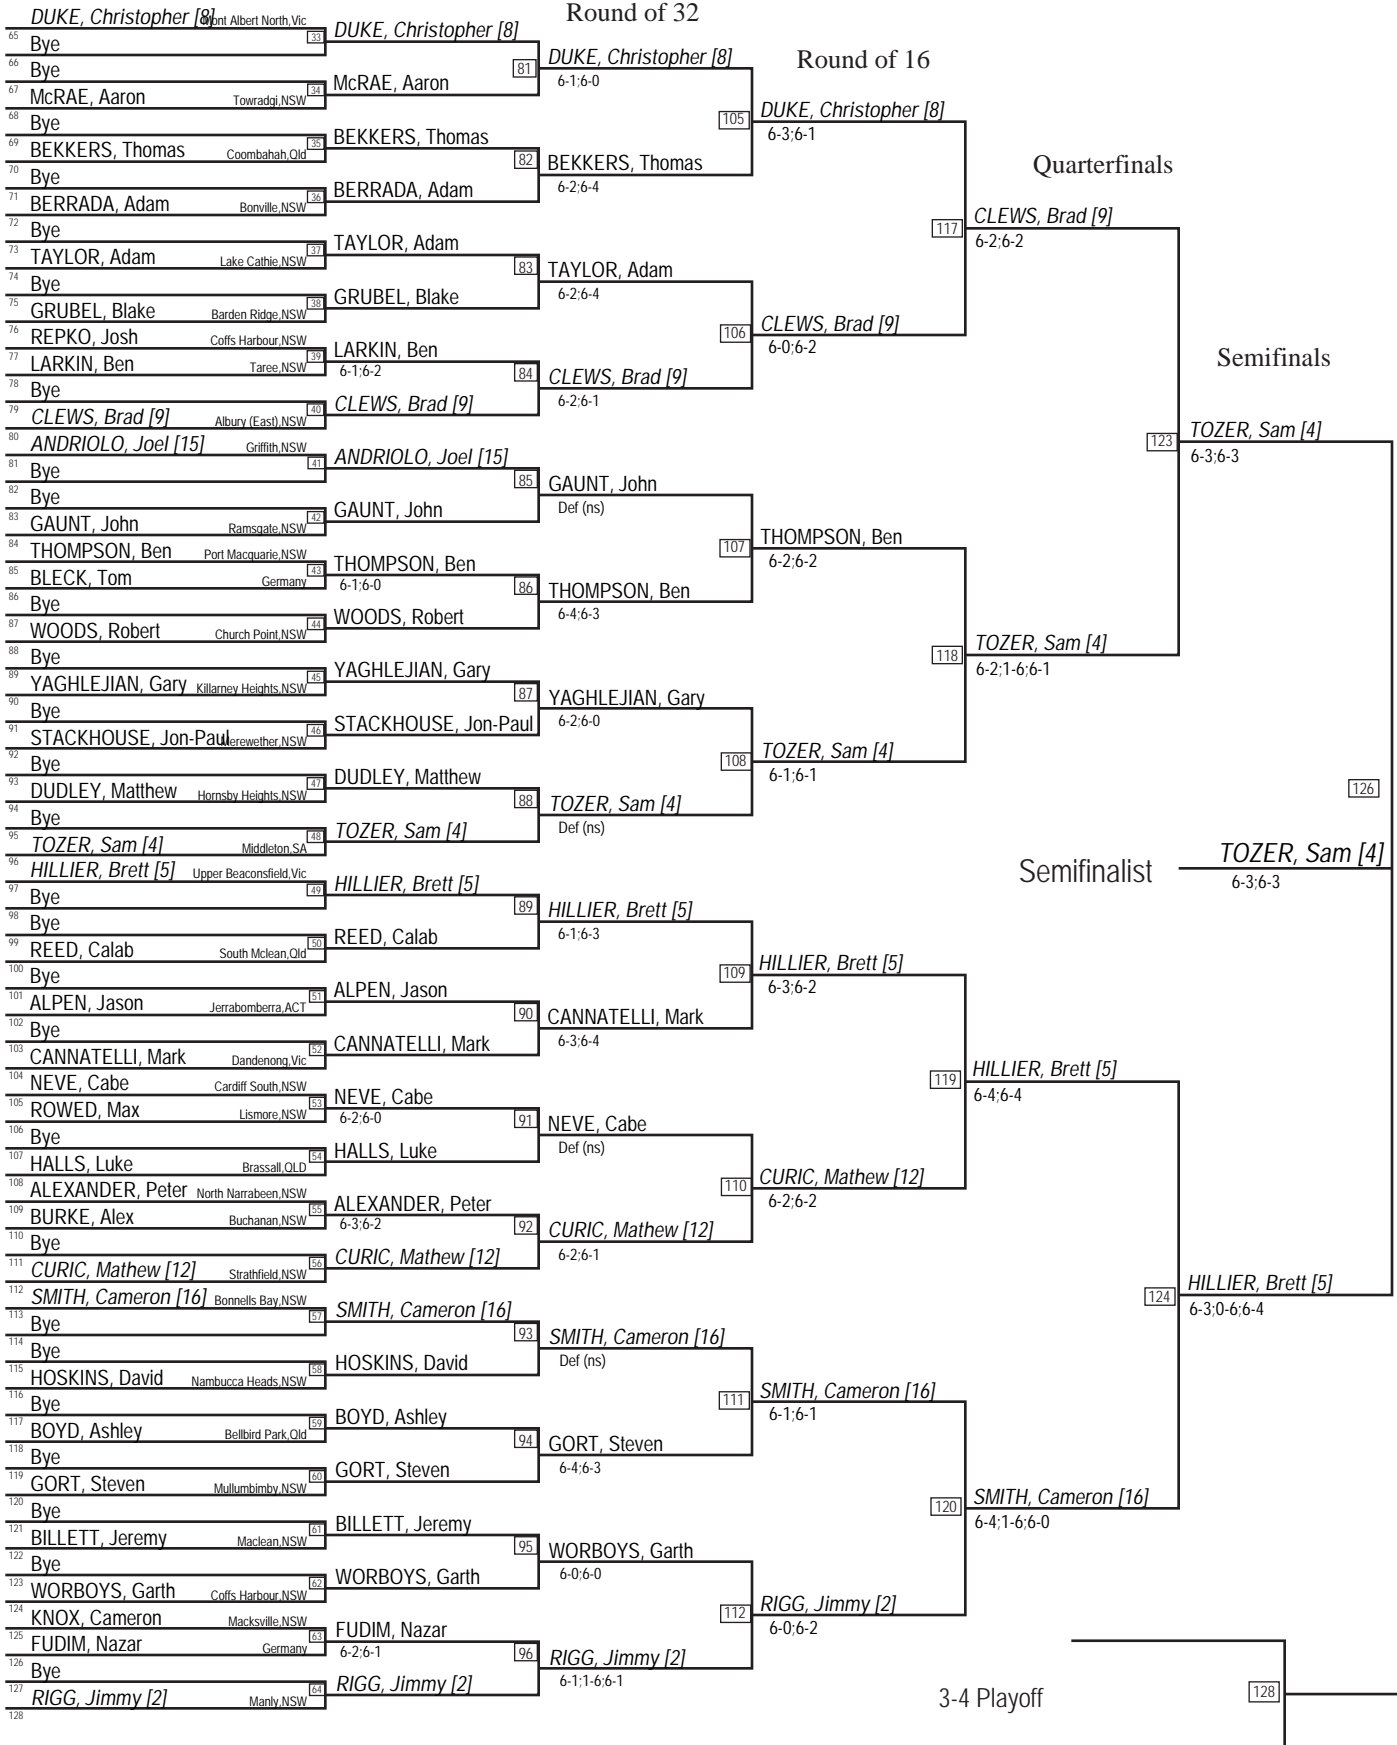 Round of 32
Round of 16
Quarterfinals
Semifinals
DUKE, Christopher [8] Mont Albert North,Vic
65 Bye 33 DUKE, Christopher [8]
66 Bye 81 DUKE, Christopher [8]
6-1;6-0
67 McRAE, Aaron Towradgi,NSW 34 McRAE, Aaron
68 Bye 105 DUKE, Christopher [8]
6-3;6-1
69 BEKKERS, Thomas Coombahah,Qld 35 BEKKERS, Thomas
70 Bye 82 BEKKERS, Thomas
6-2;6-4
71 BERRADA, Adam Bonville,NSW 36 BERRADA, Adam
72 Bye 117 CLEWS, Brad [9]
6-2;6-2
73 TAYLOR, Adam Lake Cathie,NSW 37 TAYLOR, Adam
74 Bye 83 TAYLOR, Adam
6-2;6-4
75 GRUBEL, Blake Barden Ridge,NSW 38 GRUBEL, Blake
76 REPKO, Josh Coffs Harbour,NSW 106 CLEWS, Brad [9]
6-0;6-2
77 LARKIN, Ben Taree,NSW 39 LARKIN, Ben
6-1;6-2
78 Bye 84 CLEWS, Brad [9]
6-2;6-1
79 CLEWS, Brad [9] Albury (East),NSW 40 CLEWS, Brad [9]
80 ANDRIOLO, Joel [15] Griffith,NSW 123 TOZER, Sam [4]
6-3;6-3
81 Bye 41 ANDRIOLO, Joel [15]
82 Bye 85 GAUNT, John
Def (ns)
83 GAUNT, John Ramsgate,NSW 42 GAUNT, John
84 THOMPSON, Ben Port Macquarie,NSW 107 THOMPSON, Ben
6-2;6-2
85 BLECK, Tom Germany 43 THOMPSON, Ben
6-1;6-0
86 Bye 86 THOMPSON, Ben
6-4;6-3
87 WOODS, Robert Church Point,NSW 44 WOODS, Robert
88 Bye 118 TOZER, Sam [4]
6-2;1-6;6-1
89 YAGHLEJIAN, Gary Killarney Heights,NSW 45 YAGHLEJIAN, Gary
90 Bye 87 YAGHLEJIAN, Gary
6-2;6-0
91 STACKHOUSE, Jon-Paul Merewether,NSW 46 STACKHOUSE, Jon-Paul
92 Bye 108 TOZER, Sam [4]
6-1;6-1
93 DUDLEY, Matthew Hornsby Heights,NSW 47 DUDLEY, Matthew
126
94 Bye 88 TOZER, Sam [4]
Def (ns)
95 TOZER, Sam [4] Middleton,SA 48 TOZER, Sam [4]
Semifinalist TOZER, Sam [4]
6-3;6-3
96 HILLIER, Brett [5] Upper Beaconsfield,Vic
97 Bye 49 HILLIER, Brett [5]
98 Bye 89 HILLIER, Brett [5]
6-1;6-3
99 REED, Calab South Mclean,Qld 50 REED, Calab
100 Bye 109 HILLIER, Brett [5]
6-3;6-2
101 ALPEN, Jason Jerrabomberra,ACT 51 ALPEN, Jason
102 Bye 90 CANNATELLI, Mark
6-3;6-4
103 CANNATELLI, Mark Dandenong,Vic 52 CANNATELLI, Mark
104 NEVE, Cabe Cardiff South,NSW 119 HILLIER, Brett [5]
6-4;6-4
105 ROWED, Max Lismore,NSW 53 NEVE, Cabe
6-2;6-0
106 Bye 91 NEVE, Cabe
Def (ns)
107 HALLS, Luke Brassall,QLD 54 HALLS, Luke
108 ALEXANDER, Peter North Narrabeen,NSW 110 CURIC, Mathew [12]
6-2;6-2
109 BURKE, Alex Buchanan,NSW 55 ALEXANDER, Peter
6-3;6-2
110 Bye 92 CURIC, Mathew [12]
6-2;6-1
111 CURIC, Mathew [12] Strathfield,NSW 56 CURIC, Mathew [12]
112 SMITH, Cameron [16] Bonnells Bay,NSW 124 HILLIER, Brett [5]
6-3;0-6;6-4
113 Bye 57 SMITH, Cameron [16]
114 Bye 93 SMITH, Cameron [16]
Def (ns)
115 HOSKINS, David Nambucca Heads,NSW 58 HOSKINS, David
116 Bye 111 SMITH, Cameron [16]
6-1;6-1
117 BOYD, Ashley Bellbird Park,Qld 59 BOYD, Ashley
118 Bye 94 GORT, Steven
6-4;6-3
119 GORT, Steven Mullumbimby,NSW 60 GORT, Steven
120 Bye 120 SMITH, Cameron [16]
6-4;1-6;6-0
121 BILLETT, Jeremy Maclean,NSW 61 BILLETT, Jeremy
122 Bye 95 WORBOYS, Garth
6-0;6-0
123 WORBOYS, Garth Coffs Harbour,NSW 62 WORBOYS, Garth
124 KNOX, Cameron Macksville,NSW 112 RIGG, Jimmy [2]
6-0;6-2
125 FUDIM, Nazar Germany 63 FUDIM, Nazar
6-2;6-1
126 Bye 96 RIGG, Jimmy [2]
6-1;1-6;6-1
127 RIGG, Jimmy [2] Manly,NSW 64 RIGG, Jimmy [2]
128
3-4 Playoff 128